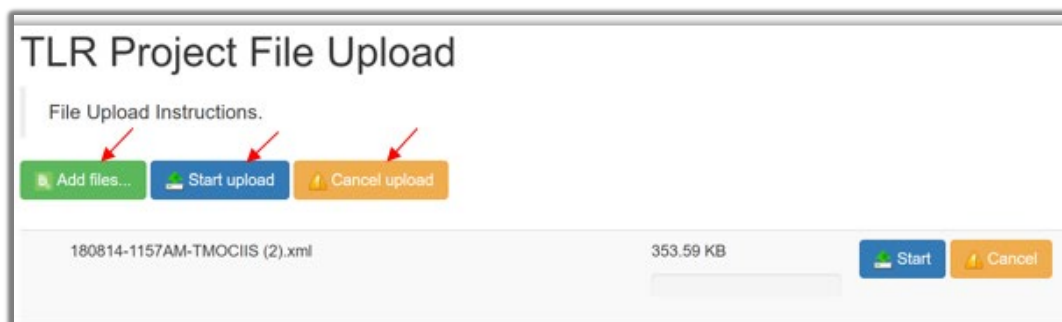 TLR Project File Upload
File Upload Instructions.
Add files... Start upload Cancel upload
180814-1157AM-TMOCIIS (2).xml 353.59 KB Start Cancel